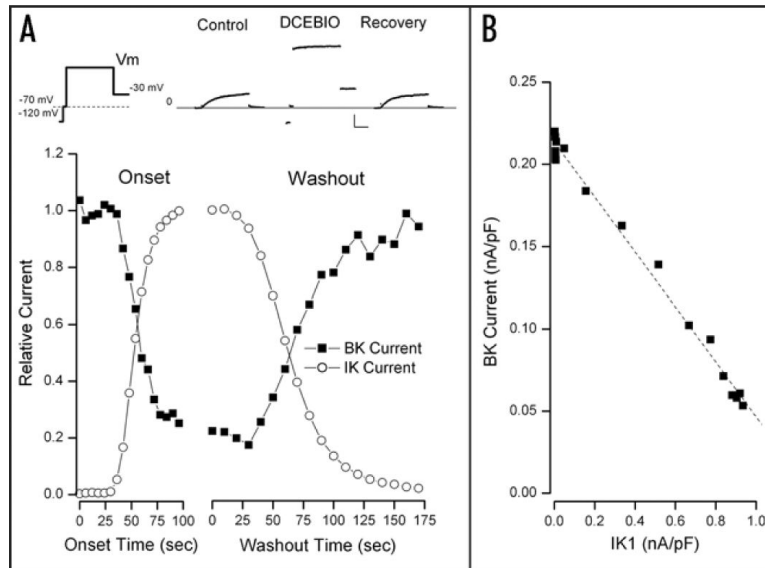 A
Control
DCEBIO
Recovery
Vm
-30 mV
-70 mV
-120 mV
0
Onset
Washout
1.2
1.0
0.8
0.6
0.4
0.2
0.0
Relative Current
BK Current
IK Current
0 25 50 75 100
0 25 50 75 100 125 150 175
Onset Time (sec)
Washout Time (sec)
B
0.25
0.20
0.15
0.10
0.05
0.00
BK Current (nA/pF)
0.0 0.2 0.4 0.6 0.8 1.0
IK1 (nA/pF)